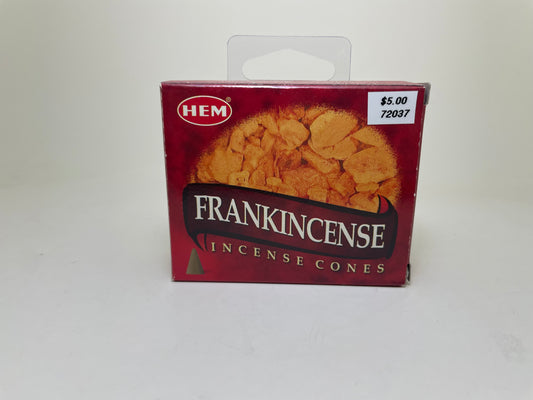 HEM®
$5.00
72037
FRANKINCENSE
INCENSE CONES